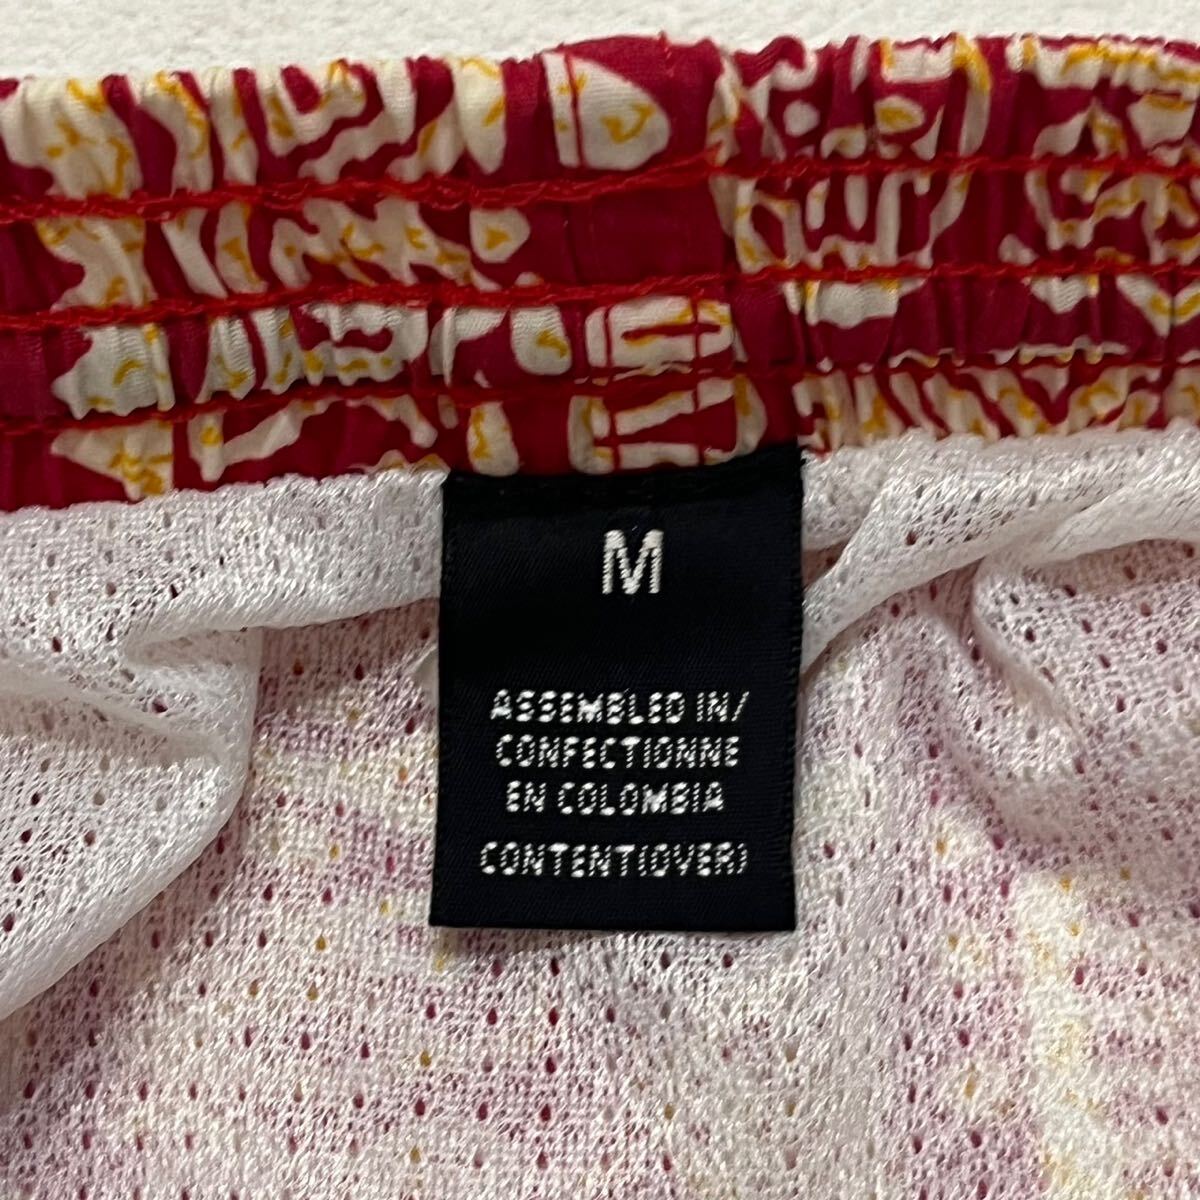 M
ASSEMBLED IN/
CONFECTIONNE
EN COLOMBIA
CONTENT(OVER)